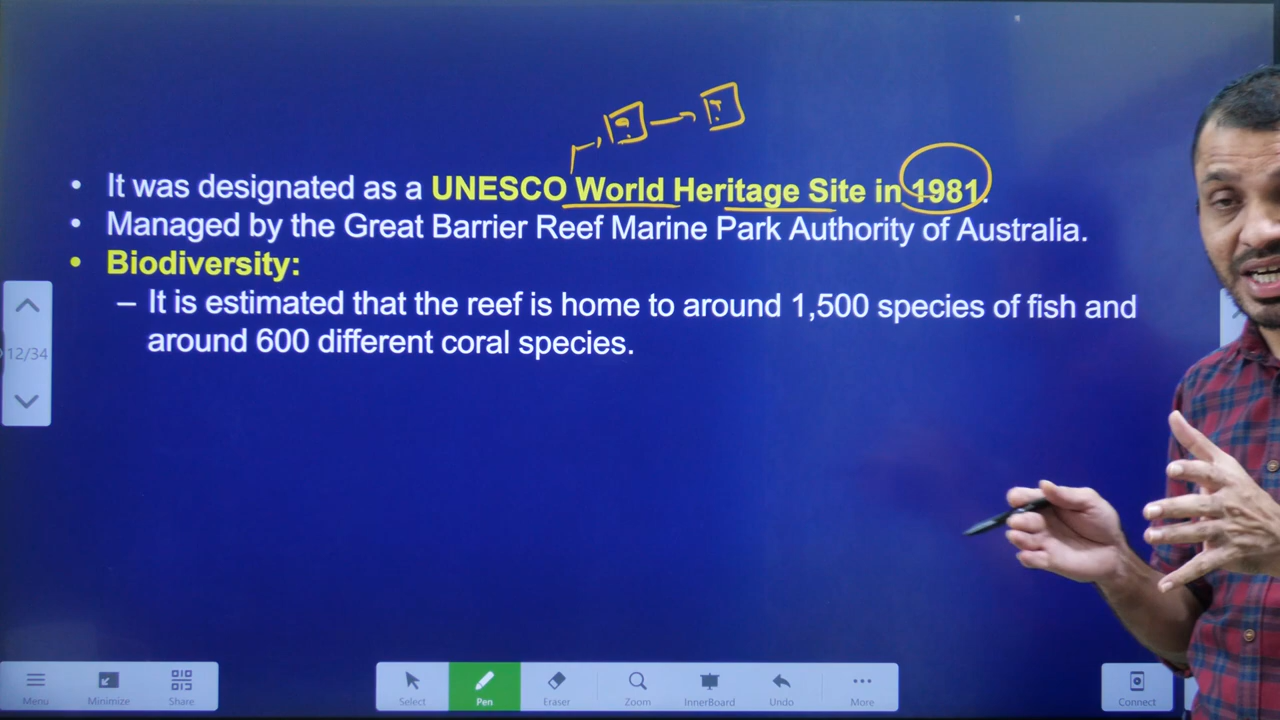 ? ?
• It was designated as a UNESCO World Heritage Site in 1981.
• Managed by the Great Barrier Reef Marine Park Authority of Australia.
• Biodiversity:
– It is estimated that the reef is home to around 1,500 species of fish and
around 600 different coral species.
12/34
Menu Minimize Share Select Pen Eraser Zoom InnerBoard Undo More Connect